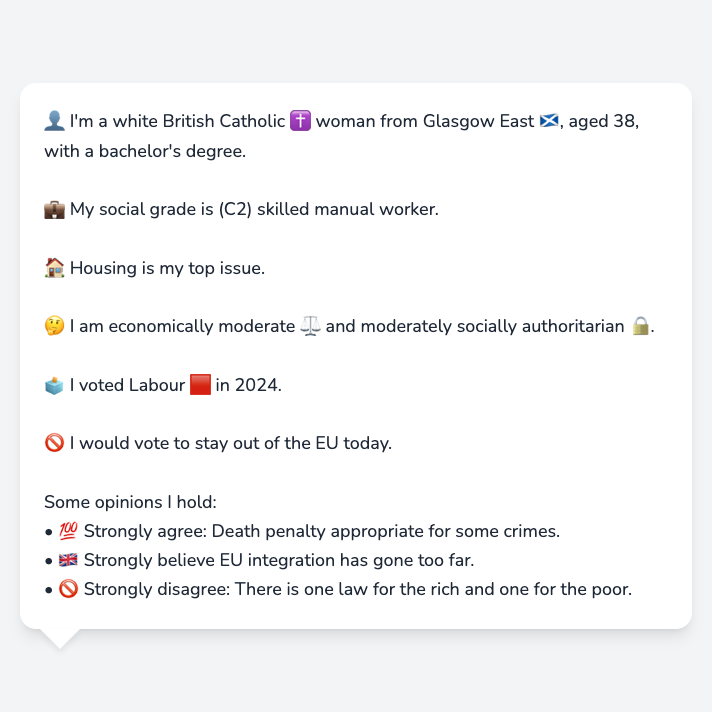 👤 I'm a white British Catholic ✝️ woman from Glasgow East 🏴󠁧󠁢󠁳󠁣󠁴󠁿, aged 38,
with a bachelor's degree.
💼 My social grade is (C2) skilled manual worker.
🏠 Housing is my top issue.
🤔 I am economically moderate ⚖️ and moderately socially authoritarian 🔒.
🗳️ I voted Labour 🟥 in 2024.
🚫 I would vote to stay out of the EU today.
Some opinions I hold:
• 💯 Strongly agree: Death penalty appropriate for some crimes.
• 🇬🇧 Strongly believe EU integration has gone too far.
• 🚫 Strongly disagree: There is one law for the rich and one for the poor.